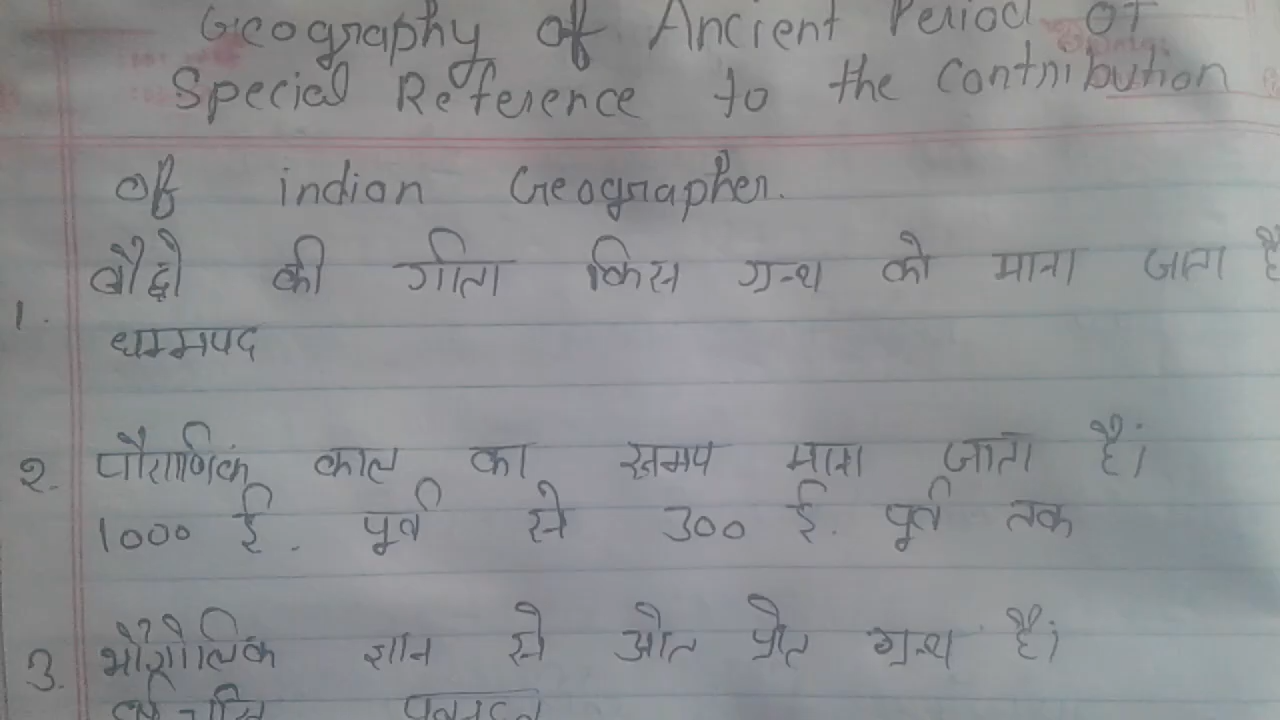 Geography of Ancient Period of
Special Reference to the contribution
of indian Geographer.
बौद्दो की गीता किस ग्रन्थ को माना जाता है
1. धम्मपद
2. पौराणिक काल का समय माना जाता है।
1000 ई. पूर्व से 300 ई. पूर्व तक
3. भौगोलिक ज्ञान से ओत प्रोत ग्रन्थ है।